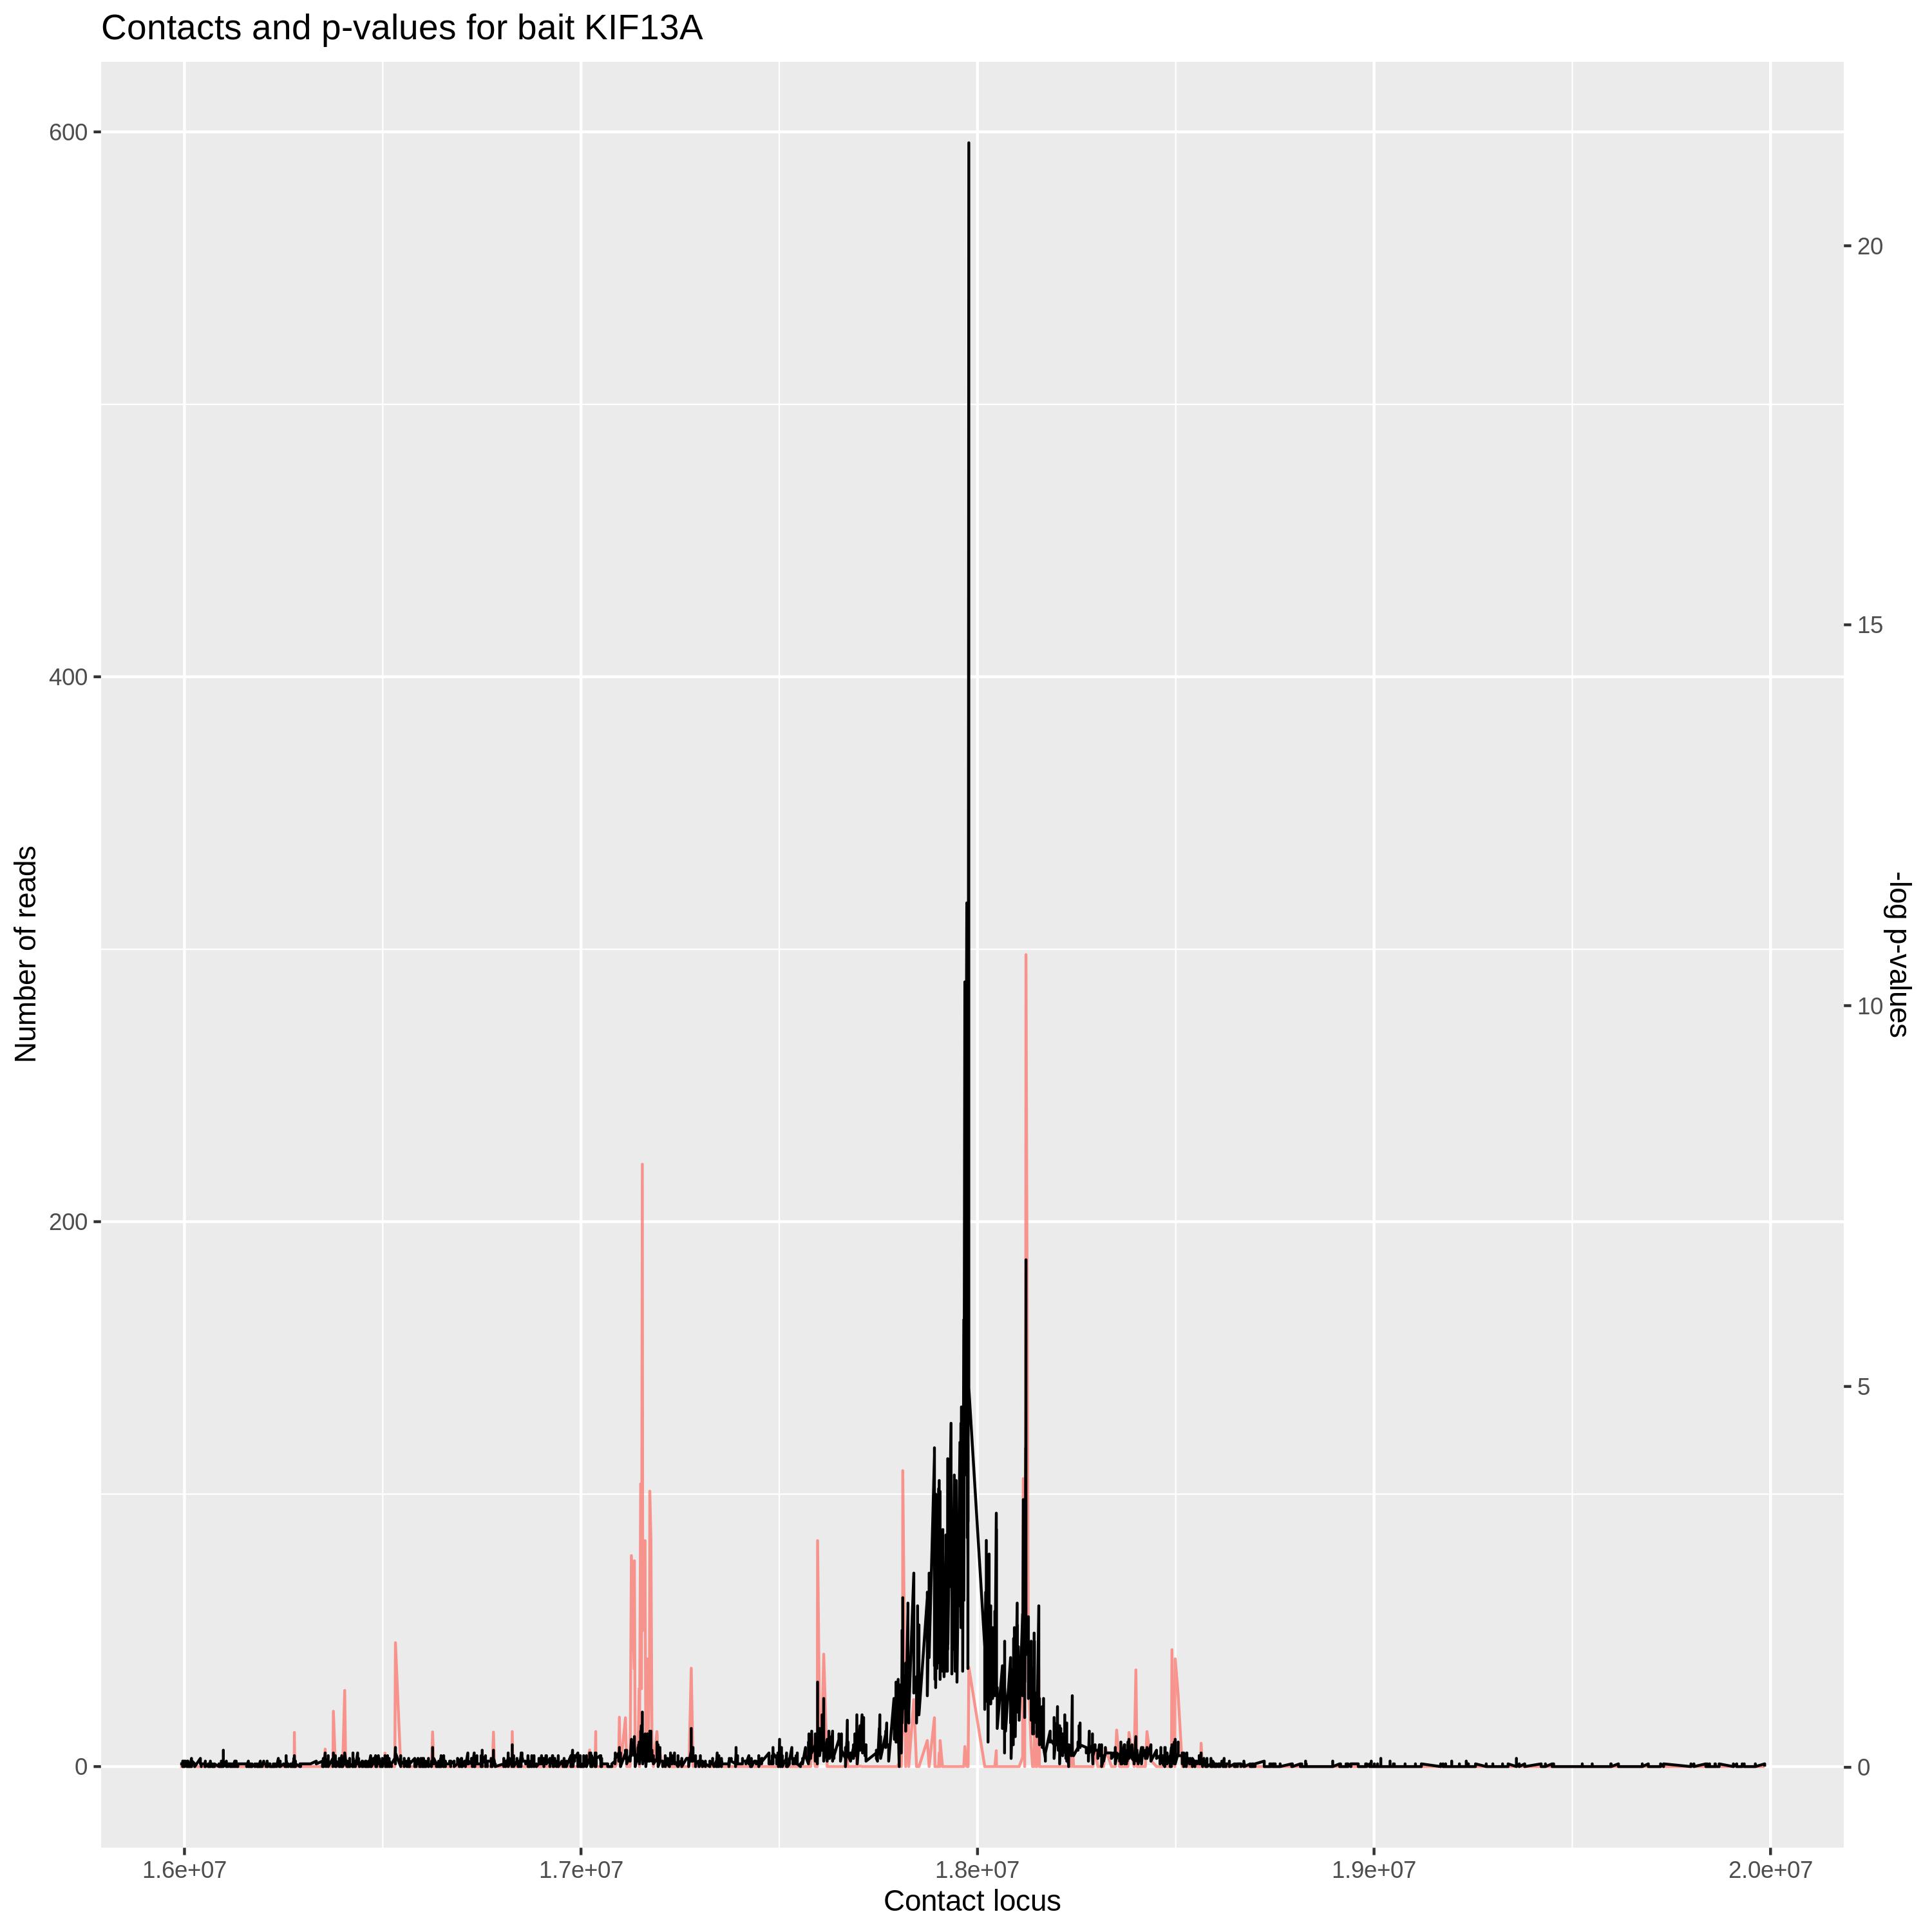 Contacts and p-values for bait KIF13A
600
400
200
0
Number of reads
20
15
10
5
0
-log p-values
1.6e+07 1.7e+07 1.8e+07 1.9e+07 2.0e+07
Contact locus